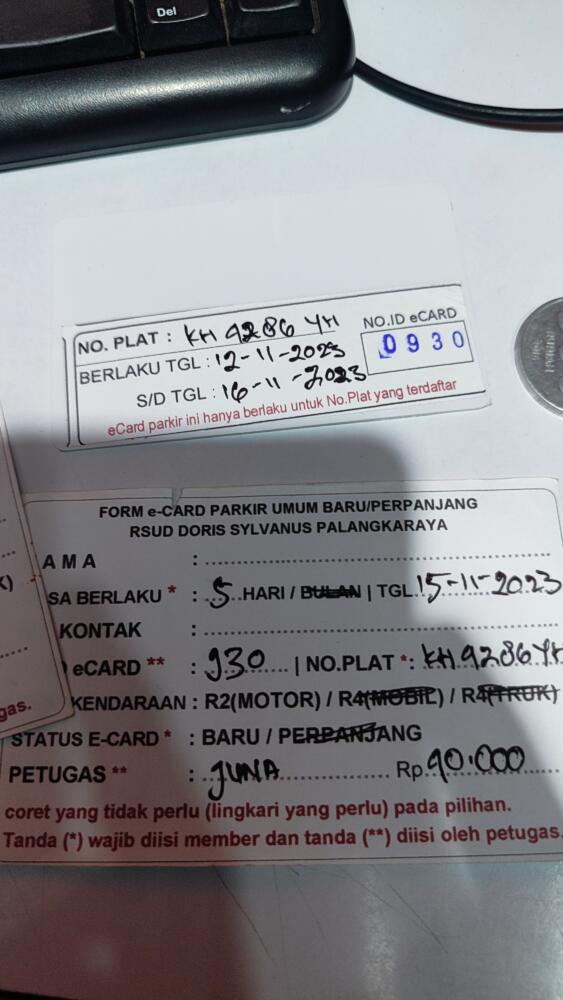 Del
NO. PLAT : KH 9286 YH
NO.ID eCARD
0930
BERLAKU TGL : 12-11-2023
S/D TGL : 16-11-2023
eCard parkir ini hanya berlaku untuk No.Plat yang terdaftar
FORM e-CARD PARKIR UMUM BARU/PERPANJANG
RSUD DORIS SYLVANUS PALANGKARAYA
AMA : 
SA BERLAKU * : 5 HARI / BULAN | TGL 15-11-2023
KONTAK :
eCARD ** : 930 | NO.PLAT *: KH 9286 YH
KENDARAAN : R2(MOTOR) / R4(MOBIL) / R4(TRUK)
STATUS E-CARD * : BARU / PERPANJANG
PETUGAS ** : JUNA Rp. 90.000
coret yang tidak perlu (lingkari yang perlu) pada pilihan.
Tanda (*) wajib diisi member dan tanda (**) diisi oleh petugas.
gas.